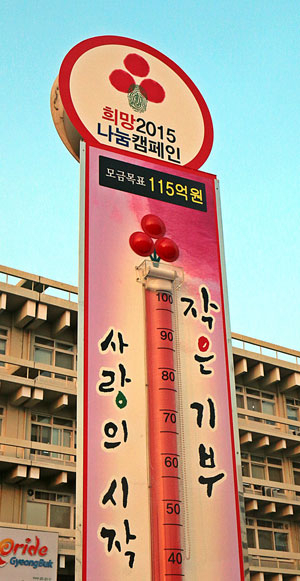 희망2015
나눔캠페인
모금목표 115억원
작은 기부
사랑의 시작
100
90
80
70
60
50
40
Pride
GyeongBuk